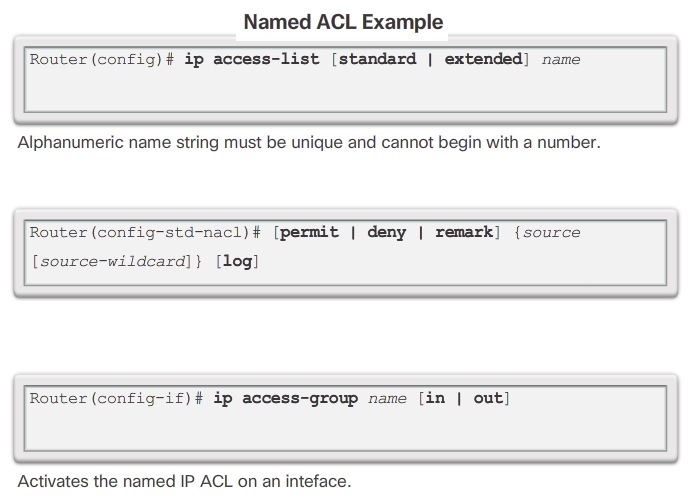 Named ACL Example
Router(config)# ip access-list [standard | extended] name
Alphanumeric name string must be unique and cannot begin with a number.
Router(config-std-nacl)# [permit | deny | remark] {source
[source-wildcard]} [log]
Router(config-if)# ip access-group name [in | out]
Activates the named IP ACL on an inteface.